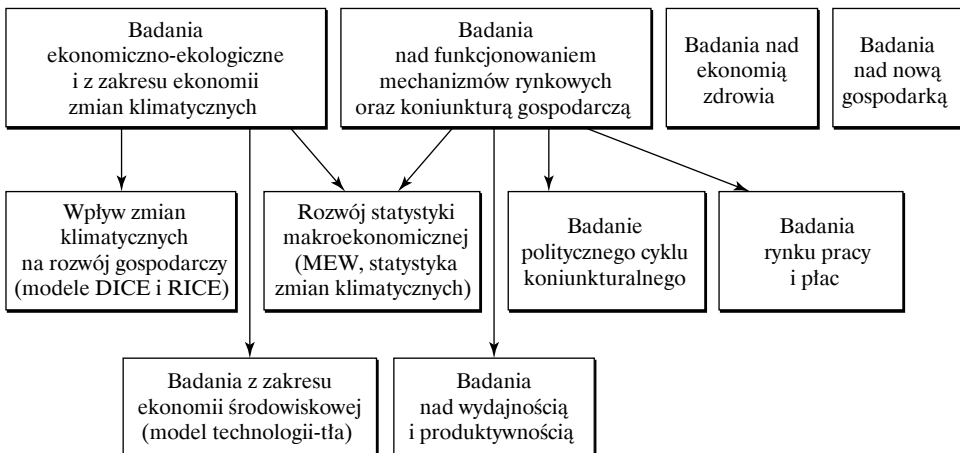 Badania
ekonomiczno-ekologiczne
i z zakresu ekonomii
zmian klimatycznych
Badania
nad funkcjonowaniem
mechanizmów rynkowych
oraz koniunkturą gospodarczą
Badania nad
ekonomią
zdrowia
Badania
nad nową
gospodarką
Wpływ zmian
klimatycznych
na rozwój gospodarczy
(modele DICE i RICE)
Rozwój statystyki
makroekonomicznej
(MEW, statystyka
zmian klimatycznych)
Badanie
politycznego cyklu
koniunkturalnego
Badania
rynku pracy
i płac
Badania z zakresu
ekonomii środowiskowej
(model technologii-tła)
Badania
nad wydajnością
i produktywnością